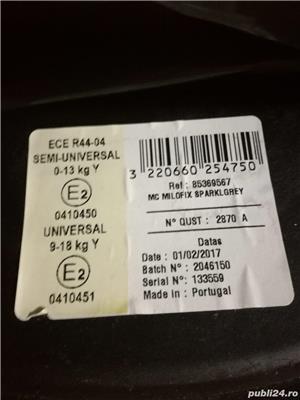 ECE R44-04
SEMI-UNIVERSAL
0-13 kg Y
E2
0410450
UNIVERSAL
9-18 kg Y
E2
0410451
3 220660 254750
Ref : 85369567
MC MILOFIX SPARKLGREY
N° QUST : 2870 A
Datas
Date : 01/02/2017
Batch N° : 2046150
Serial N° : 133559
Made in : Portugal
publi24.ro